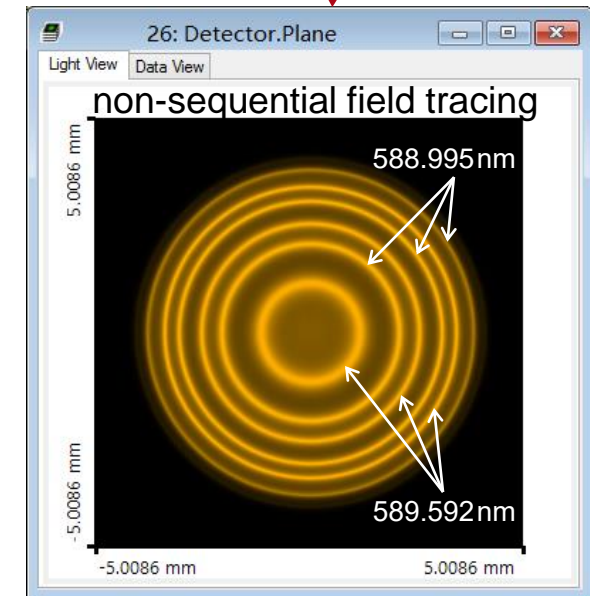 26: Detector.Plane
Light View Data View
non-sequential field tracing
5.0086 mm
588.995nm
589.592nm
-5.0086 mm
-5.0086 mm 5.0086 mm